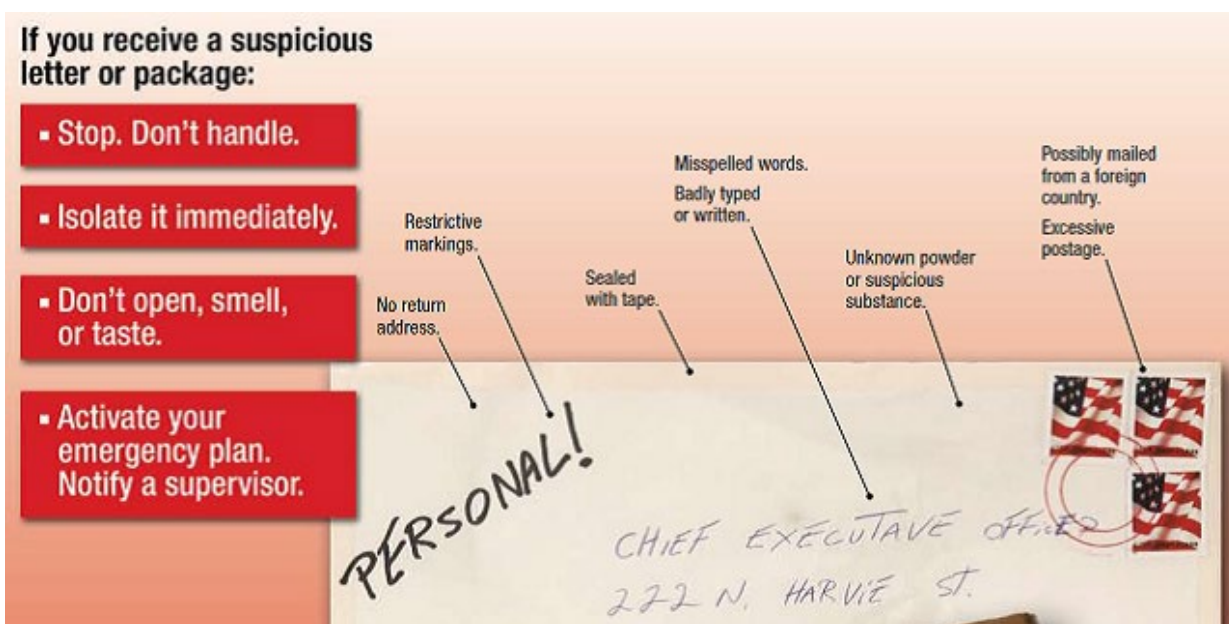 If you receive a suspicious
letter or package:
▪ Stop. Don't handle.
▪ Isolate it immediately.
▪ Don't open, smell,
or taste.
▪ Activate your
emergency plan.
Notify a supervisor.
No return
address.
Restrictive
markings.
Sealed
with tape.
Misspelled words.
Badly typed
or written.
Unknown powder
or suspicious
substance.
Possibly mailed
from a foreign
country.
Excessive
postage.
PERSONAL!
CHIEF EXECUTAVE OFFICER
222 N. HARVIE ST.